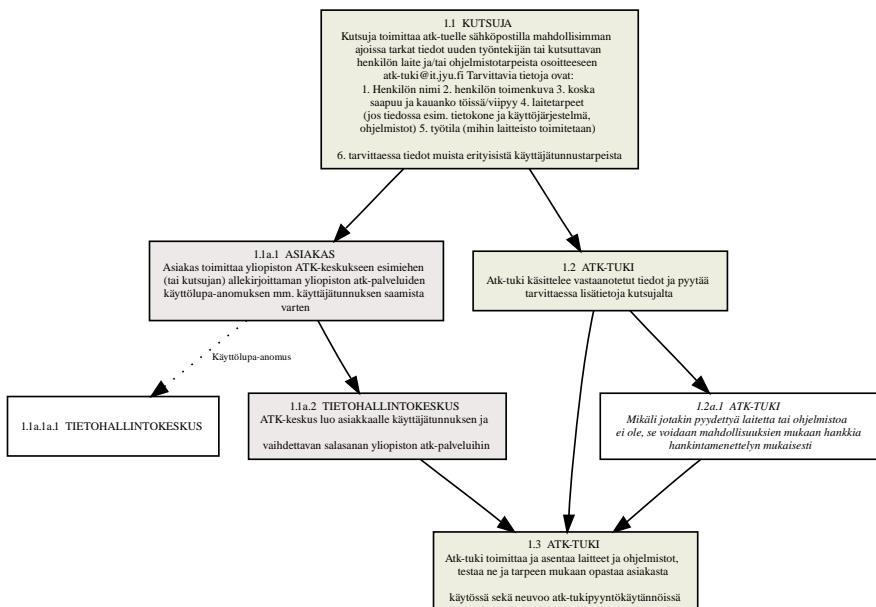 1.1 KUTSUJA
Kutsuja toimittaa atk-tuelle sähköpostilla mahdollisimman
ajoissa tarkat tiedot uuden työntekijän tai kutsuttavan
henkilön laite ja/tai ohjelmistotarpeista osoitteeseen
atk-tuki@it.jyu.fi Tarvittavia tietoja ovat:
1. Henkilön nimi 2. henkilön toimenkuva 3. koska
saapuu ja kauanko töissä/viipyy 4. laitetarpeet
(jos tiedossa esim. tietokone ja käyttöjärjestelmä,
ohjelmistot) 5. työtila (mihin laitteisto toimitetaan)
6. tarvittaessa tiedot muista erityisistä käyttäjätunnustarpeista
1.1a.1 ASIAKAS
Asiakas toimittaa yliopiston ATK-keskukseen esimiehen
(tai kutsujan) allekirjoittaman yliopiston atk-palveluiden
käyttölupa-anomuksen mm. käyttäjätunnuksen saamista
varten
1.2 ATK-TUKI
Atk-tuki käsittelee vastaanotetut tiedot ja pyytää
tarvittaessa lisätietoja kutsujalta
Käyttölupa-anomus
1.1a.1a.1 TIETOHALLINTOKESKUS
1.1a.2 TIETOHALLINTOKESKUS
ATK-keskus luo asiakkaalle käyttäjätunnuksen ja
vaihdettavan salasanan yliopiston atk-palveluihin
1.2a.1 ATK-TUKI
Mikäli jotakin pyydettyä laitetta tai ohjelmistoa
ei ole, se voidaan mahdollisuuksien mukaan hankkia
hankintamenettelyn mukaisesti
1.3 ATK-TUKI
Atk-tuki toimittaa ja asentaa laitteet ja ohjelmistot,
testaa ne ja tarpeen mukaan opastaa asiakasta
käytössä sekä neuvoo atk-tukipyyntökäytännöissä